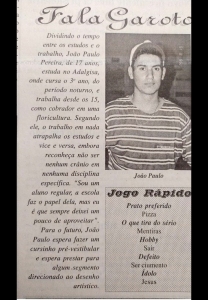 Fala Garoto
Dividindo o tempo
entre os estudos e o
trabalho, João Paulo
Pereira, de 17 anos,
estuda no Adalgisa,
onde cursa o 3º ano, do
período noturno, e
trabalha desde os 15,
como cobrador em uma
floricultura. Segundo
ele, o trabalho em nada
atrapalha os estudos e
vice e versa, embora
reconheça não ser
nenhum crânio em
nenhuma disciplina
específica. "Sou um
aluno regular, a escola
faz o papel dela, mas eu
é que sempre deixei um
pouco de aproveitar".
Para o futuro, João
Paulo espera fazer um
cursinho pré-vestibular
e espera prestar para
algum segmento
direcionado ao desenho
artístico.
João Paulo
Jogo Rápido
Prato preferido
Pizza
O que tira do sério
Mentiras
Hobby
Sair
Defeito
Ser ciumento
Ídolo
Jesus